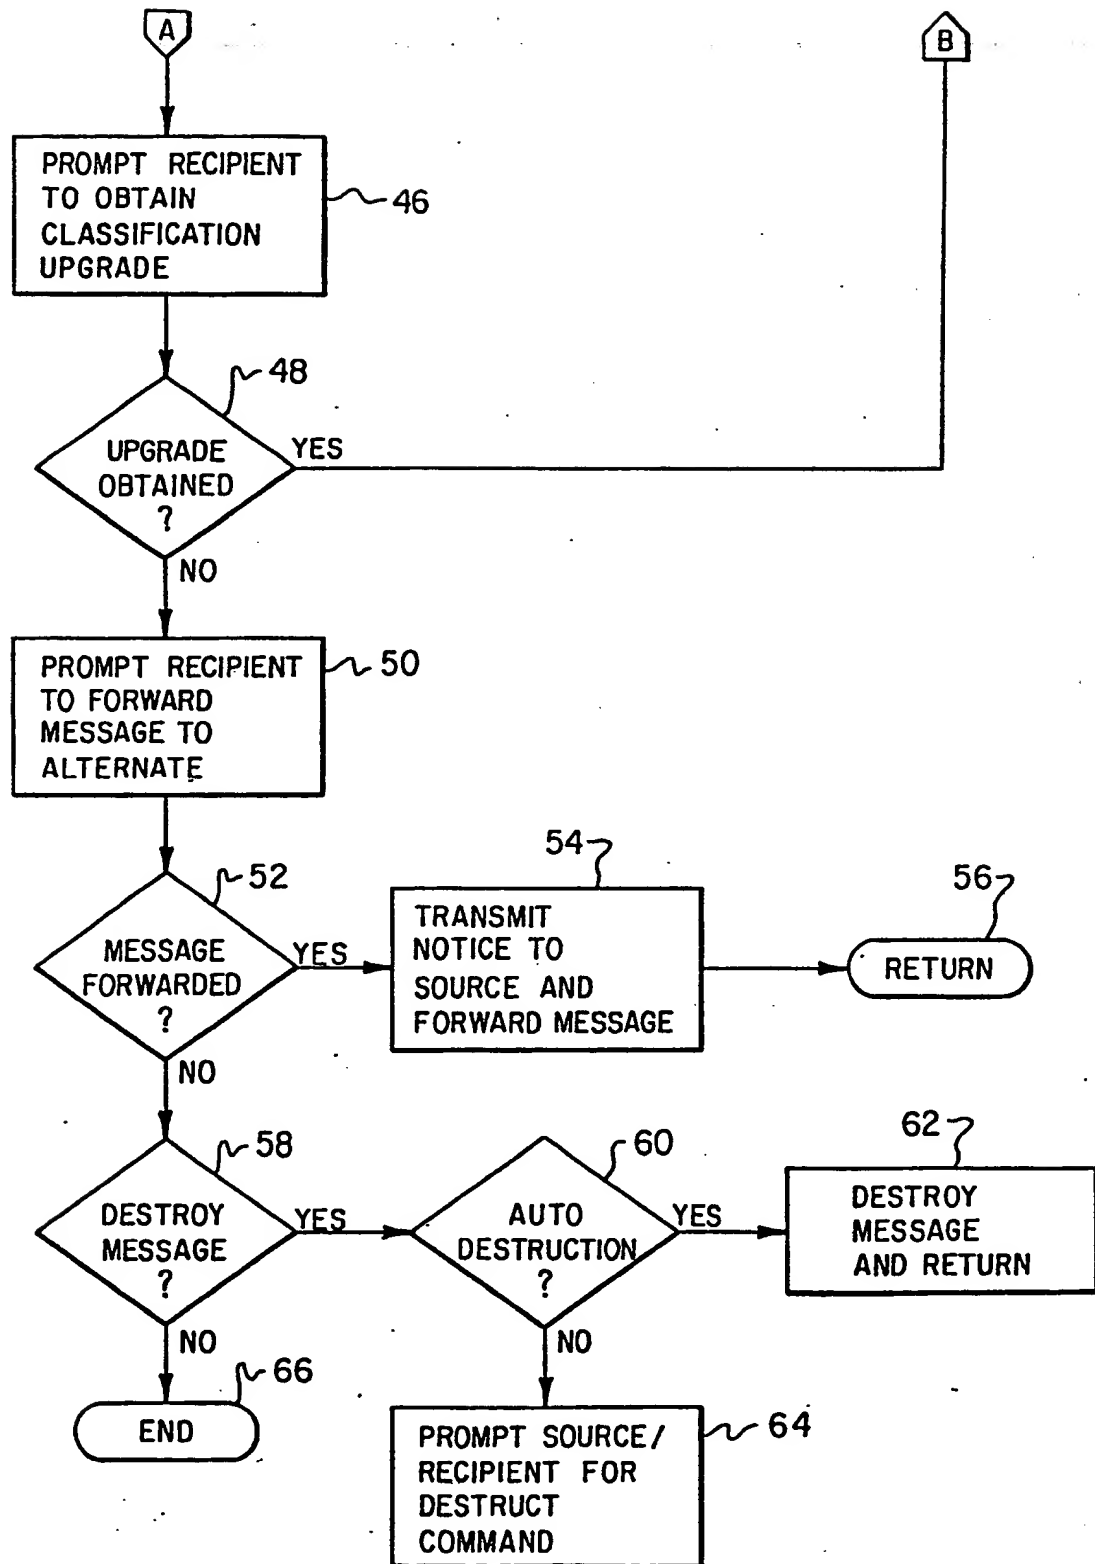 A
B
PROMPT RECIPIENT
TO OBTAIN
CLASSIFICATION
UPGRADE
46
48
UPGRADE
OBTAINED
?
YES
NO
PROMPT RECIPIENT
TO FORWARD
MESSAGE TO
ALTERNATE
50
52
MESSAGE
FORWARDED
?
YES
NO
54
TRANSMIT
NOTICE TO
SOURCE AND
FORWARD MESSAGE
56
RETURN
58
DESTROY
MESSAGE
?
YES
NO
60
AUTO
DESTRUCTION
?
YES
NO
62
DESTROY
MESSAGE
AND RETURN
66
END
64
PROMPT SOURCE/
RECIPIENT FOR
DESTRUCT
COMMAND